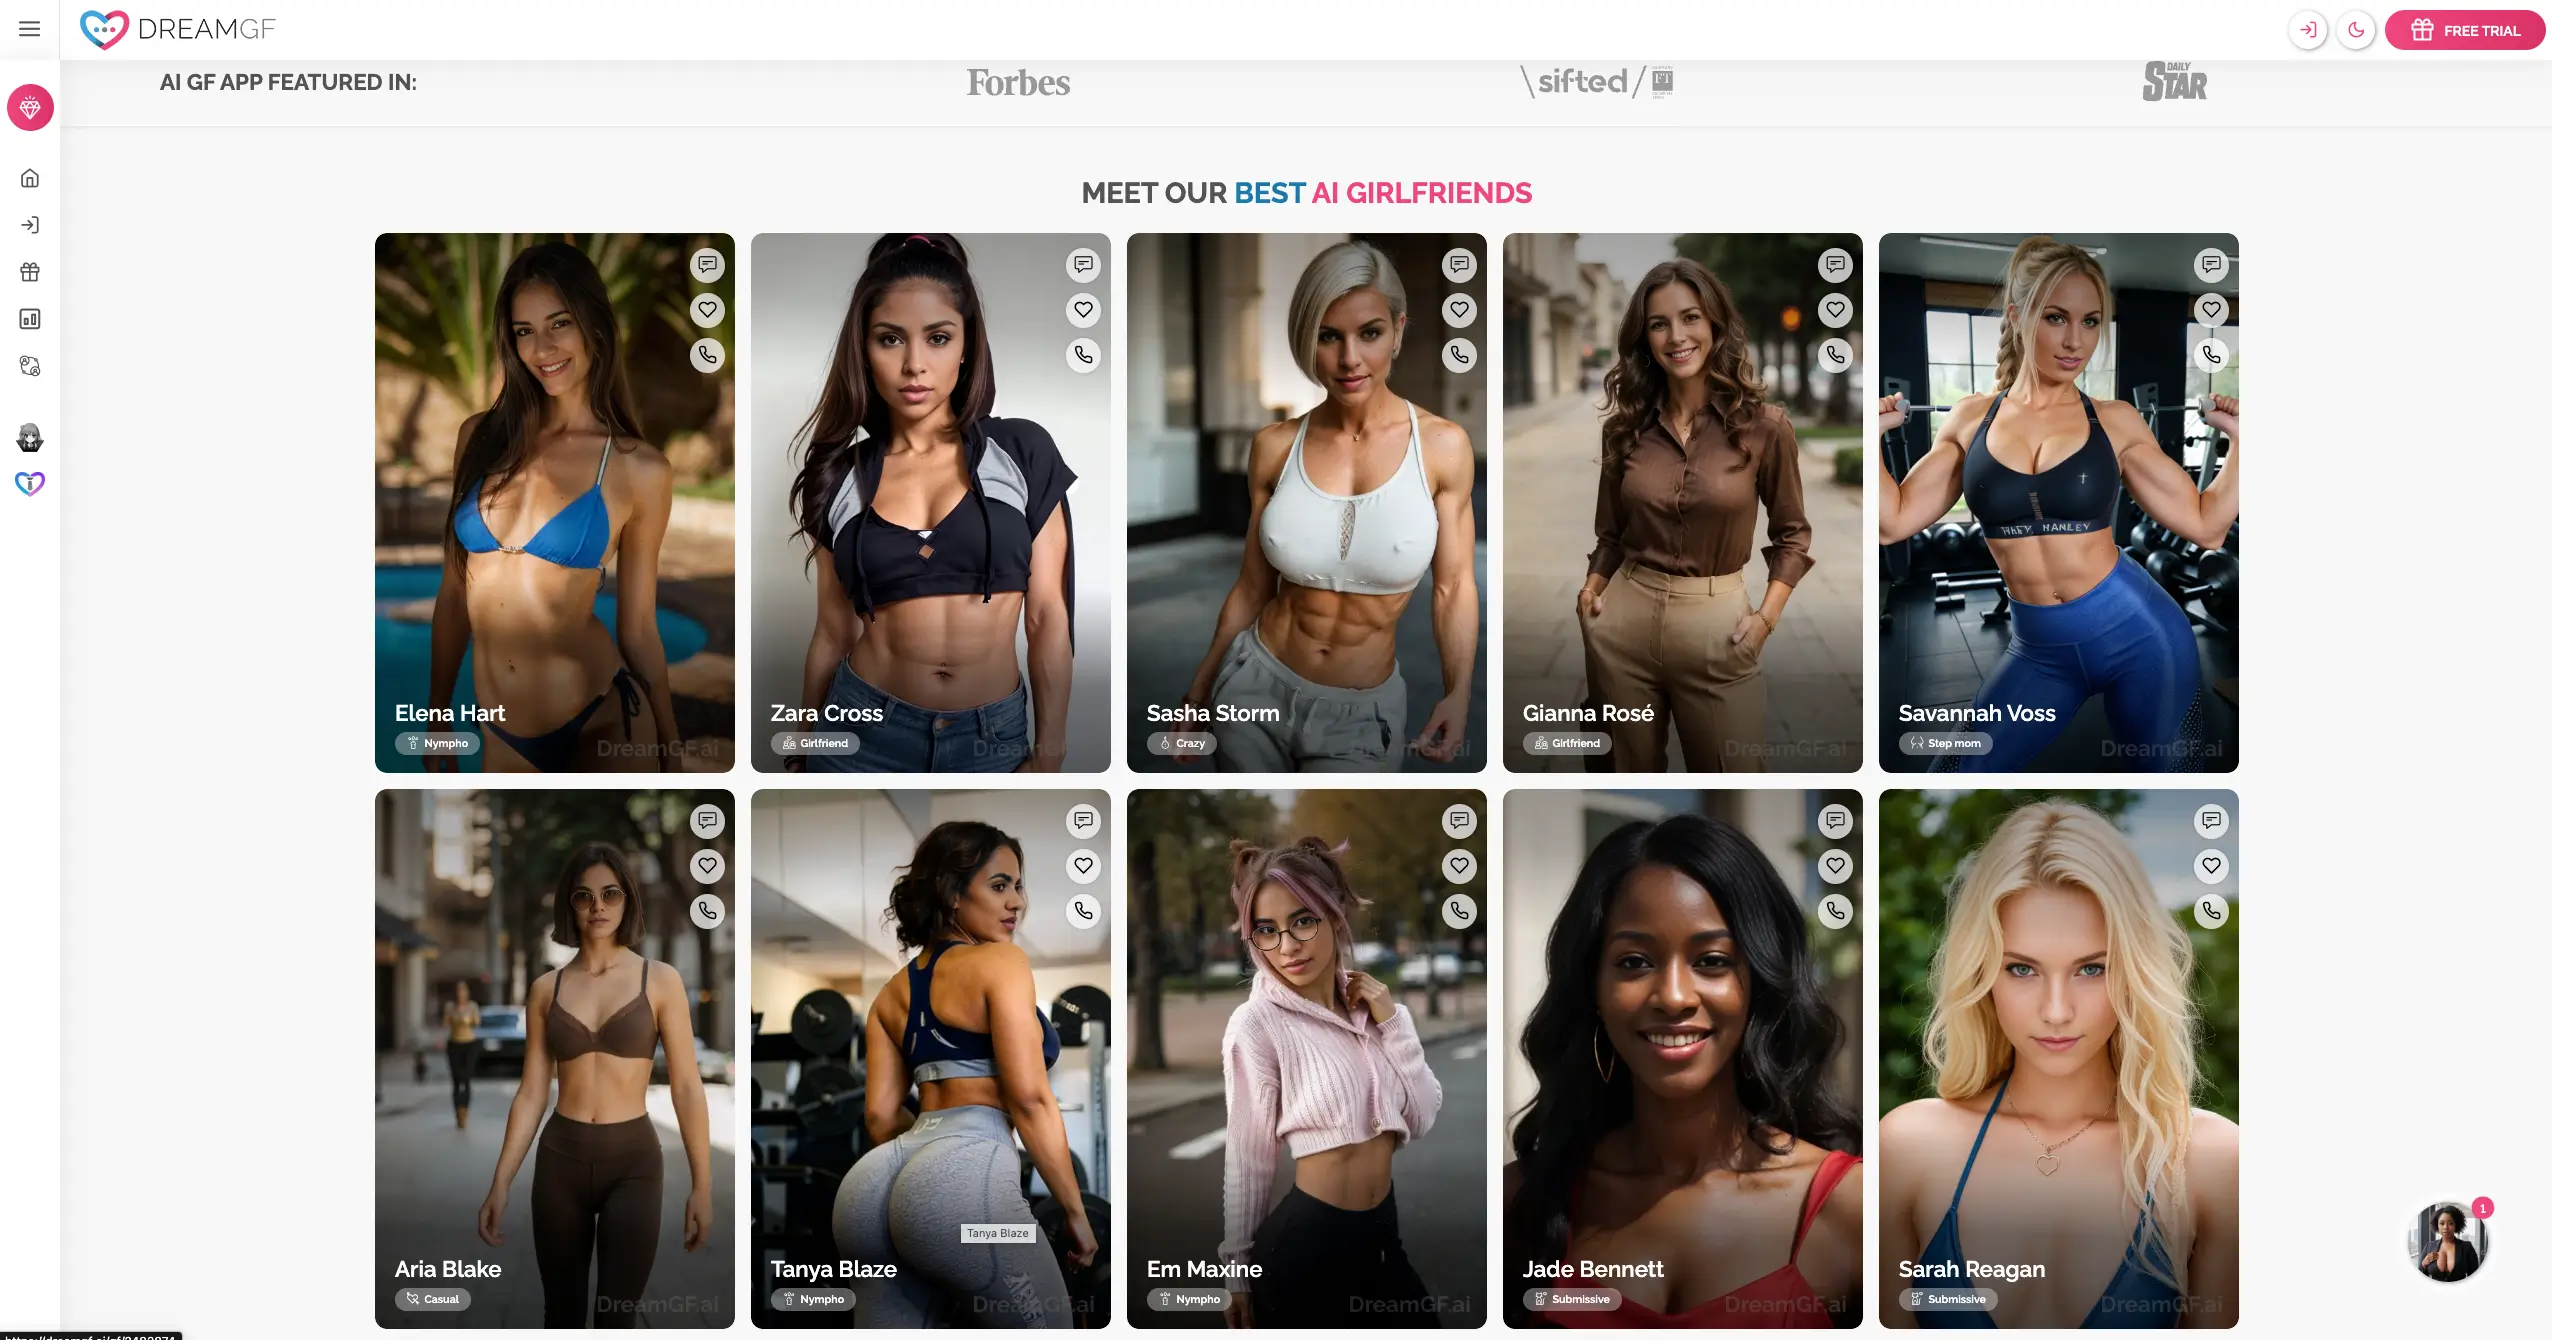 DREAMGF
FREE TRIAL
AI GF APP FEATURED IN:
Forbes
\sifted/ FT
DAILY
STAR
MEET OUR BEST AI GIRLFRIENDS
Elena Hart
Nympho
DreamGF.ai
Zara Cross
Girlfriend
DreamGF.ai
Sasha Storm
Crazy
DreamGF.ai
Gianna Rosé
Girlfriend
DreamGF.ai
HANLEY
Savannah Voss
Step mom
DreamGF.ai
Aria Blake
Casual
DreamGF.ai
Tanya Blaze
Tanya Blaze
Nympho
DreamGF.ai
Em Maxine
Nympho
DreamGF.ai
Jade Bennett
Submissive
DreamGF.ai
Sarah Reagan
Submissive
DreamGF.ai
1